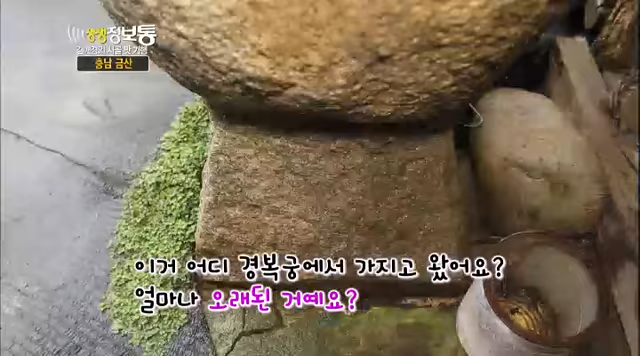 생생정보통
충남 금산
이거 어디 경복궁에서 가지고 왔어요?
얼마나 오래된 거예요?